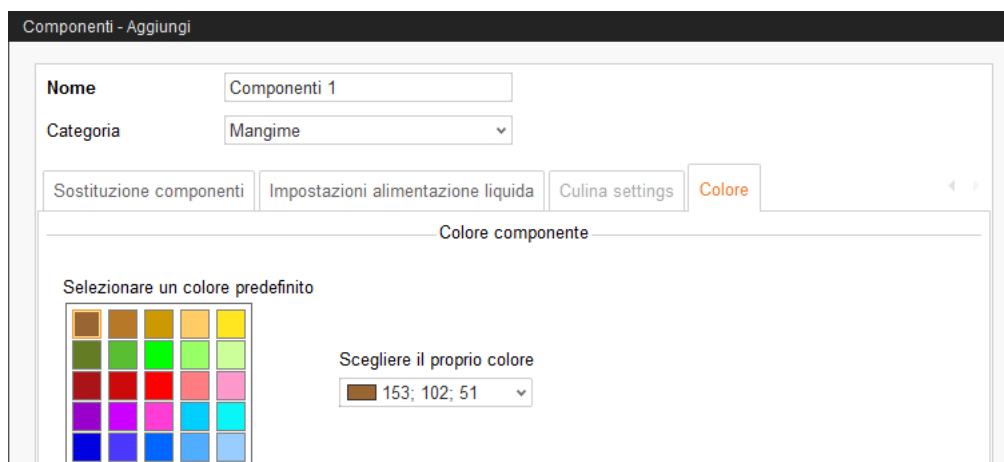 Componenti - Aggiungi
Nome Componenti 1
Categoria Mangime
Sostituzione componenti Impostazioni alimentazione liquida Culina settings Colore
Colore componente
Selezionare un colore predefinito
Scegliere il proprio colore
153; 102; 51